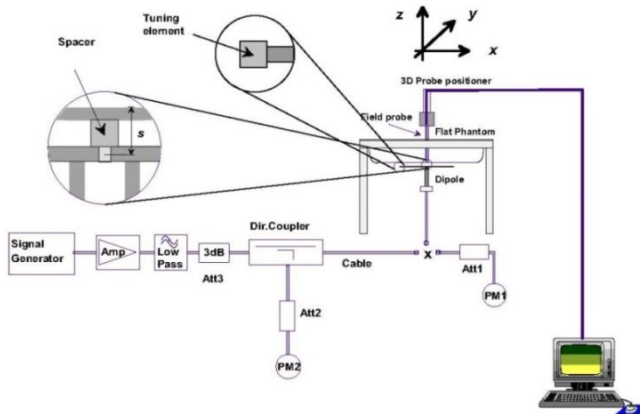 Tuning
element
Spacer
s
z
y
x
3D Probe positioner
Field probe
Flat Phantom
Dipole
Signal
Generator
Amp
Low
Pass
3dB
Att3
Dir.Coupler
Cable
x
Att1
PM1
Att2
PM2